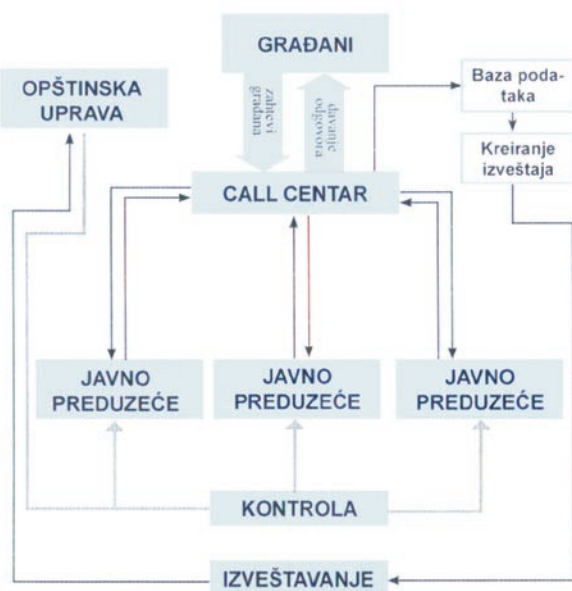 GRAĐANI
OPŠTINSKA
UPRAVA
zahtevi
građana
davanje
odgovora
Baza poda-
taka
Kreiranje
izveštaja
CALL CENTAR
JAVNO
PREDUZEĆE
JAVNO
PREDUZEĆE
JAVNO
PREDUZEĆE
KONTROLA
IZVEŠTAVANJE